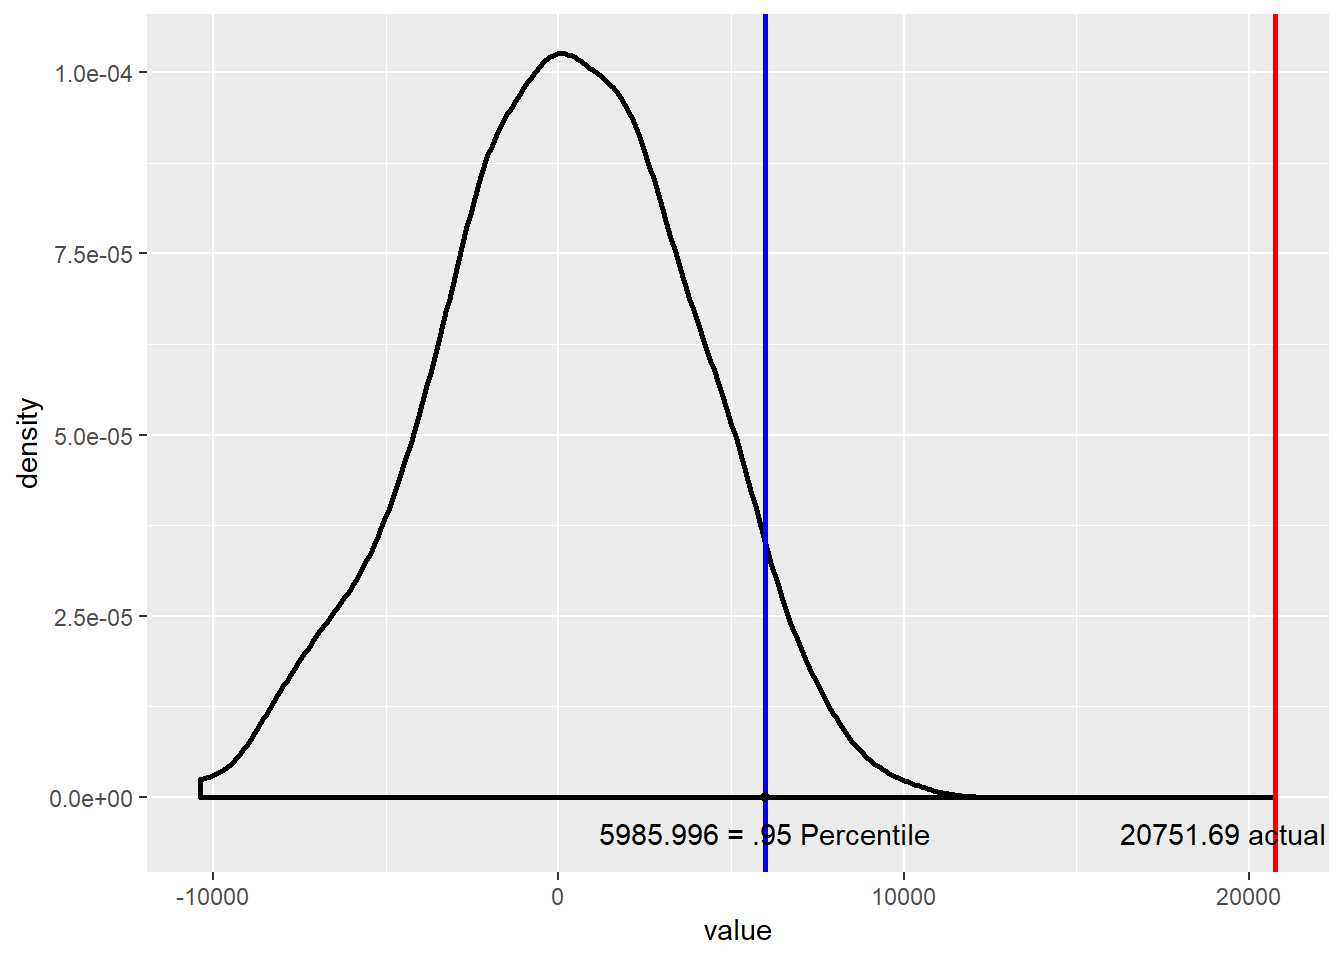 1.0e-04
7.5e-05
5.0e-05
2.5e-05
0.0e+00
density
5985.996 = .95 Percentile
20751.69 actual
-10000
0
10000
20000
value